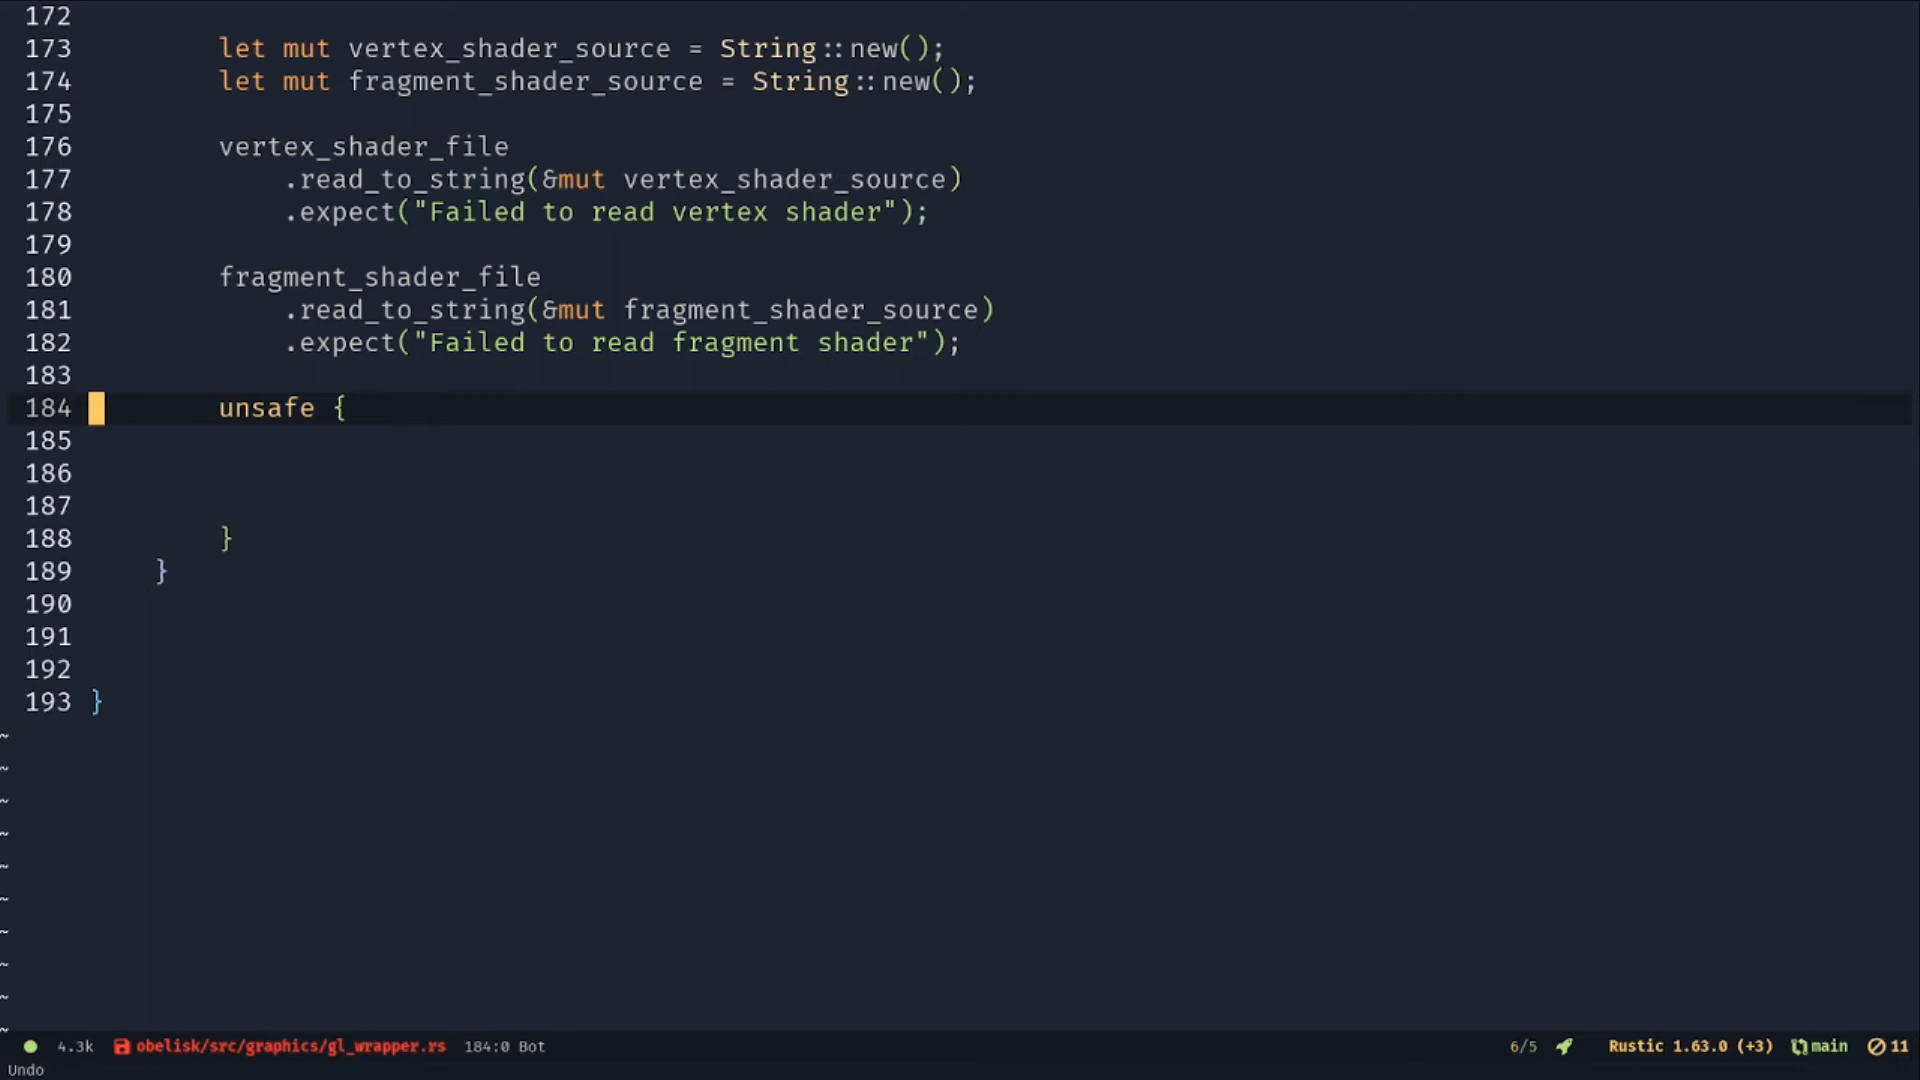 172
173 let mut vertex_shader_source = String::new();
174 let mut fragment_shader_source = String::new();
175
176 vertex_shader_file
177 .read_to_string(&mut vertex_shader_source)
178 .expect("Failed to read vertex shader");
179
180 fragment_shader_file
181 .read_to_string(&mut fragment_shader_source)
182 .expect("Failed to read fragment shader");
183
184 unsafe {
185
186
187
188 }
189 }
190
191
192
193 }
~
~
~
~
~
~
~
~
~
~
4.3k obelisk/src/graphics/gl_wrapper.rs 184:0 Bot 6/5 Rustic 1.63.0 (+3) main 11
Undo